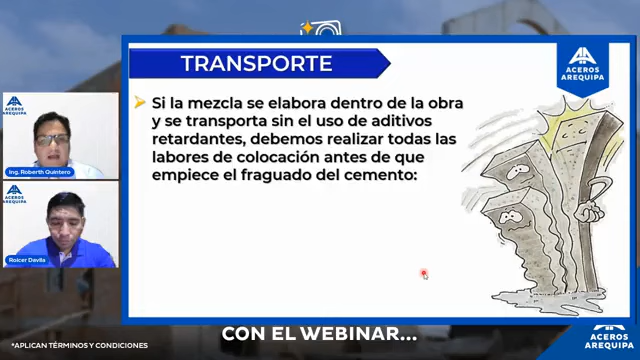 ACEROS
AREQUIPA
Ing. Roberth Quintero
ACEROS
AREQUIPA
Roicer Davila
TRANSPORTE
ACEROS
AREQUIPA
Si la mezcla se elabora dentro de la obra
y se transporta sin el uso de aditivos
retardantes, debemos realizar todas las
labores de colocación antes de que
empiece el fraguado del cemento:
CON EL WEBINAR...
*APLICAN TÉRMINOS Y CONDICIONES
ACEROS
AREQUIPA